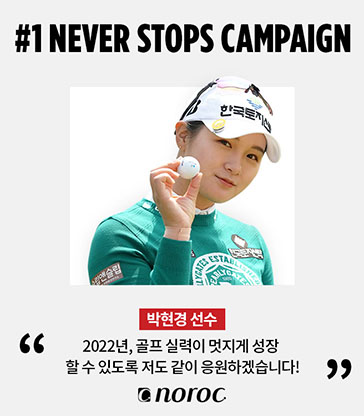 #1 NEVER STOPS CAMPAIGN
한국토지신탁
박현경 선수
“ 2022년, 골프 실력이 멋지게 성장
할 수 있도록 저도 같이 응원하겠습니다! ”
noroc